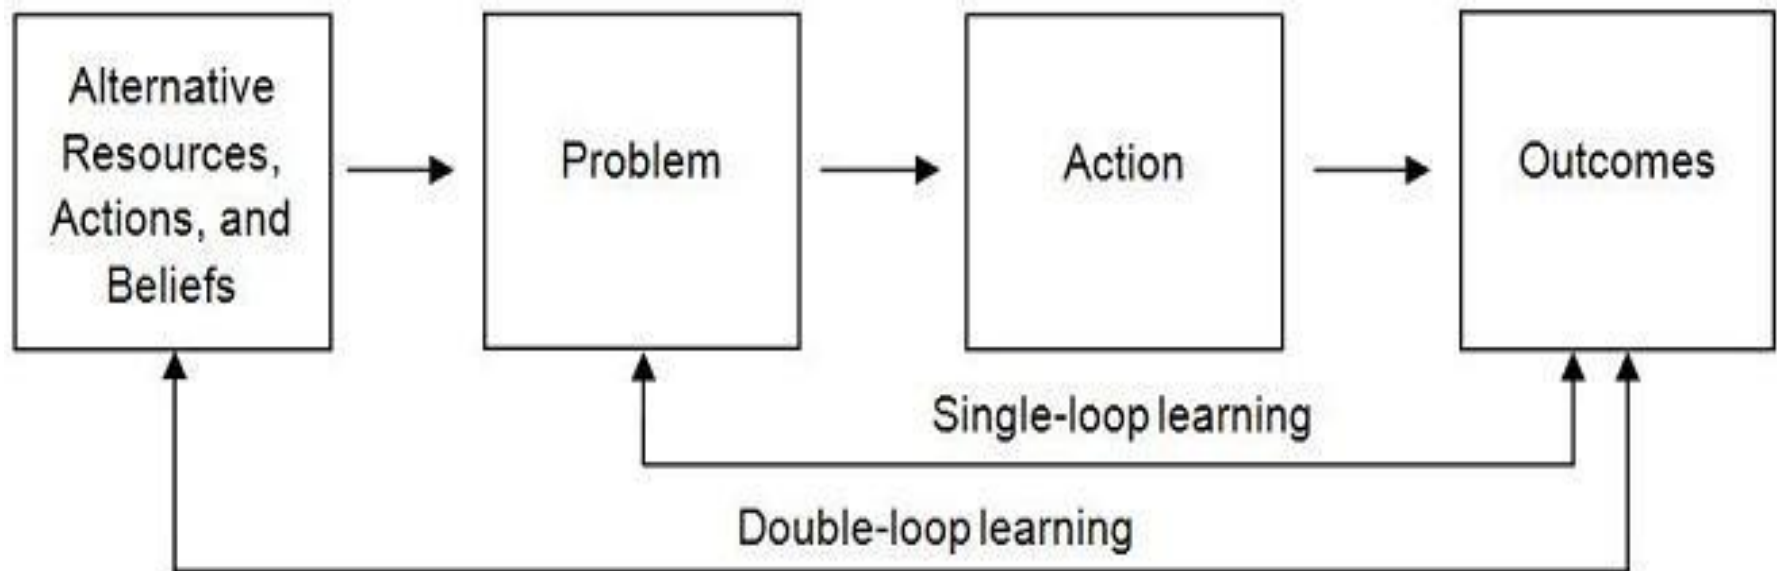 Alternative
Resources,
Actions, and
Beliefs
Problem
Action
Outcomes
Single-loop learning
Double-loop learning